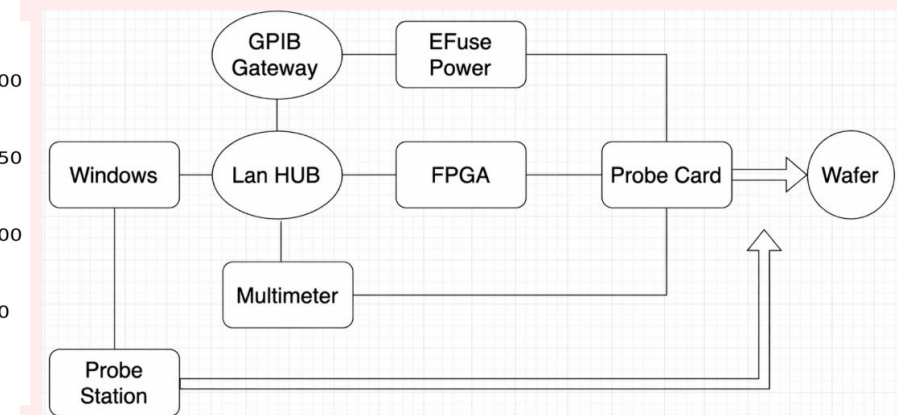 GPIB
Gateway
EFuse
Power
00
50
Windows
Lan HUB
FPGA
Probe Card
Wafer
00
Multimeter
0
Probe
Station